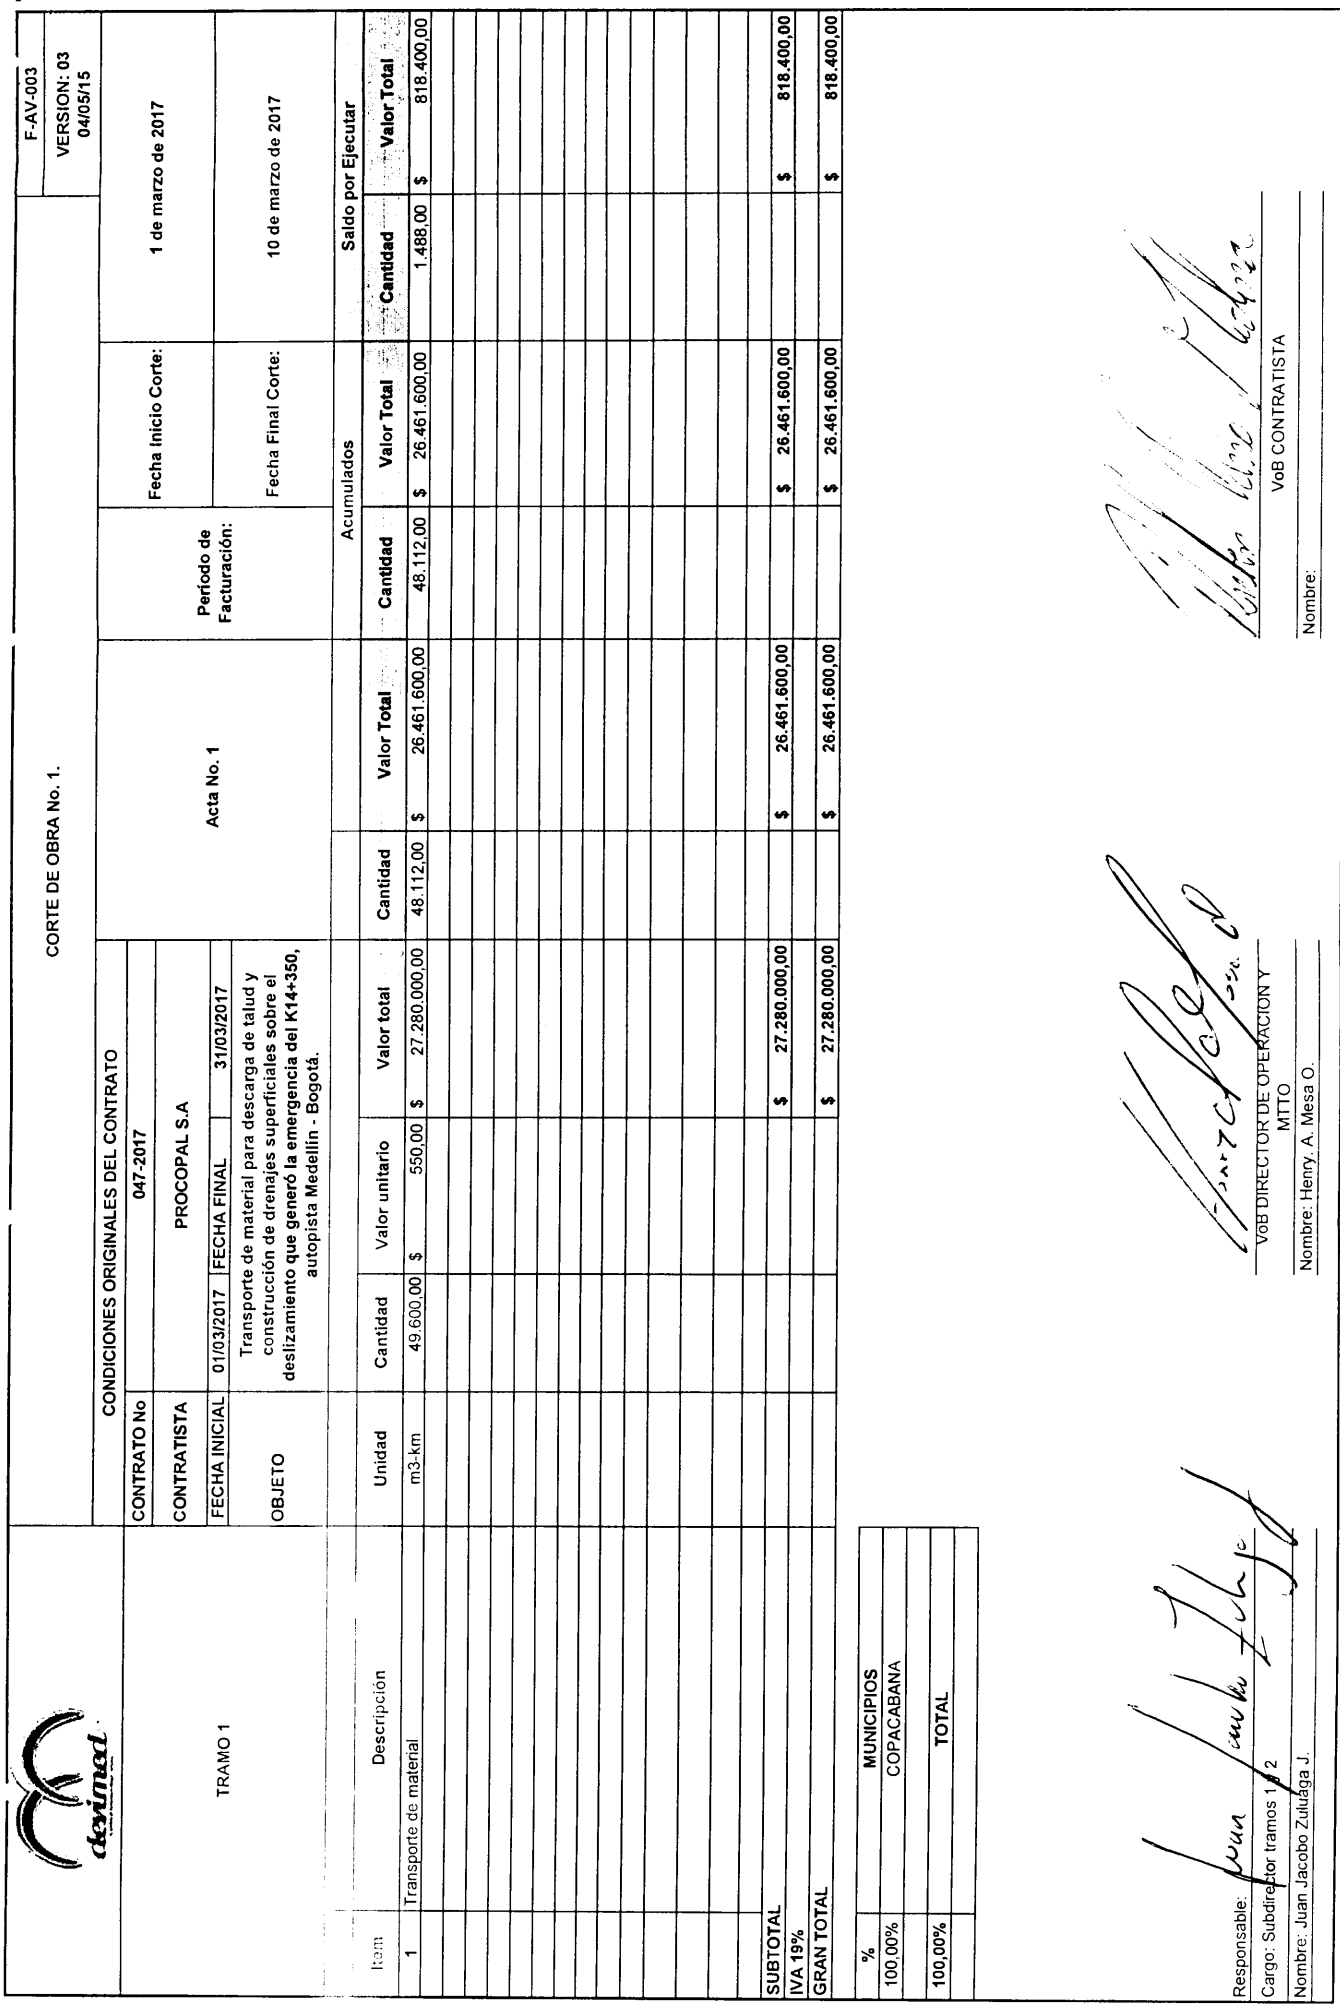 devimed
CORTE DE OBRA No. 1.
F-AV-003
VERSION: 03
04/05/15
TRAMO 1
CONDICIONES ORIGINALES DEL CONTRATO
CONTRATO No 047-2017
CONTRATISTA PROCOPAL S.A
FECHA INICIAL 01/03/2017 FECHA FINAL 31/03/2017
OBJETO
Transporte de material para descarga de talud y
construcción de drenajes superficiales sobre el
deslizamiento que generó la emergencia del K14+350,
autopista Medellín - Bogotá.
Acta No. 1
Período de
Facturación:
Fecha Inicio Corte: 1 de marzo de 2017
Fecha Final Corte: 10 de marzo de 2017
Acumulados Saldo por Ejecutar
Item Descripción Unidad Cantidad Valor unitario Valor total Cantidad Valor Total Cantidad Valor Total Cantidad Valor Total
1 Transporte de material m3-km 49.600,00 $ 550,00 $ 27.280.000,00 48.112,00 $ 26.461.600,00 48.112,00 $ 26.461.600,00 1.488,00 $ 818.400,00
SUBTOTAL $ 27.280.000,00 $ 26.461.600,00 $ 26.461.600,00 $ 818.400,00
IVA 19%
GRAN TOTAL $ 27.280.000,00 $ 26.461.600,00 $ 26.461.600,00 $ 818.400,00
% MUNICIPIOS
100,00% COPACABANA
100,00% TOTAL
Responsable:
Cargo: Subdirector tramos 1 y 2
Nombre: Juan Jacobo Zuluaga J.
VoB DIRECTOR DE OPERACION Y
MTTO
Nombre: Henry. A. Mesa O.
VoB CONTRATISTA
Nombre: